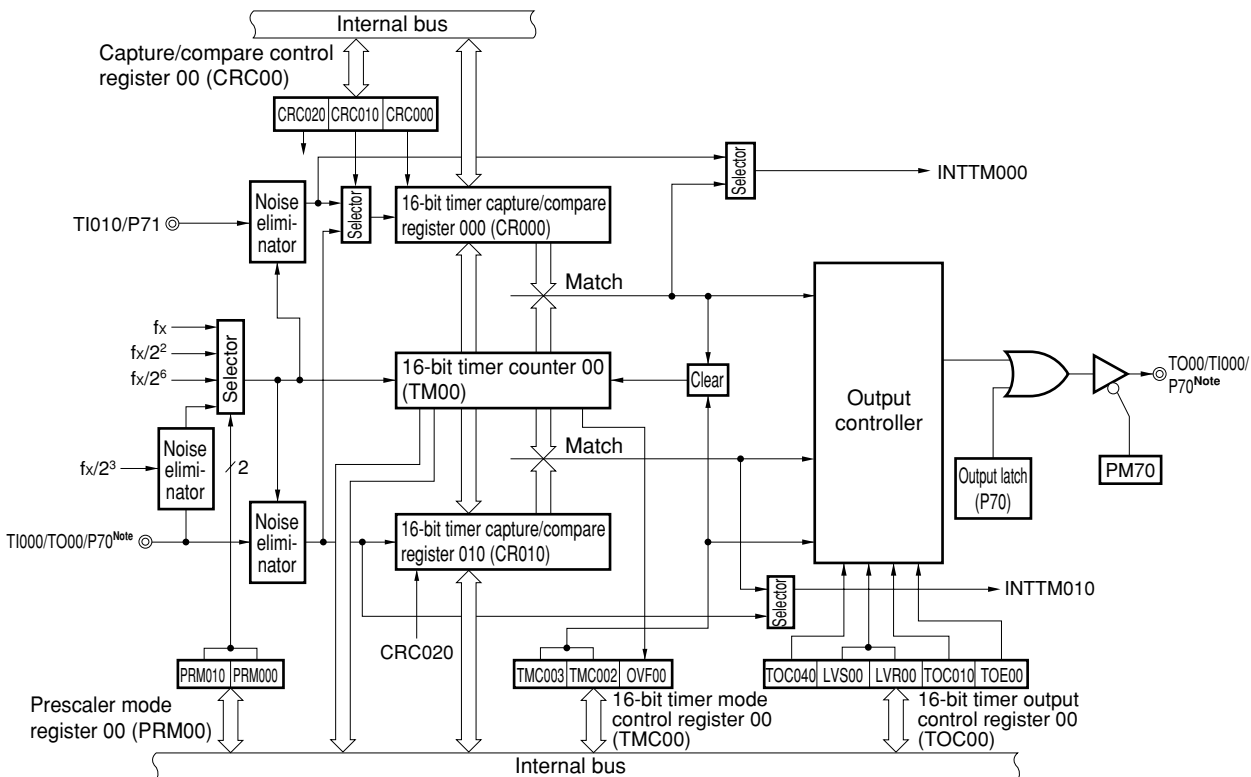 Internal bus
Capture/compare control
register 00 (CRC00)
CRC020 CRC010 CRC000
Selector
INTTM000
Noise
elimi-
nator
Selector
16-bit timer capture/compare
register 000 (CR000)
TI010/P71
Match
fx
fx/2²
fx/2⁶
Selector
16-bit timer counter 00
(TM00)
Clear
Output
controller
TO00/TI000/
P70Note
Noise
elimi-
nator
fx/2³
2
Match
Output latch
(P70)
PM70
TI000/TO00/P70Note
Noise
elimi-
nator
16-bit timer capture/compare
register 010 (CR010)
Selector
INTTM010
CRC020
PRM010 PRM000
TMC003 TMC002 OVF00
TOC040 LVS00 LVR00 TOC010 TOE00
Prescaler mode
register 00 (PRM00)
16-bit timer mode
control register 00
(TMC00)
16-bit timer output
control register 00
(TOC00)
Internal bus